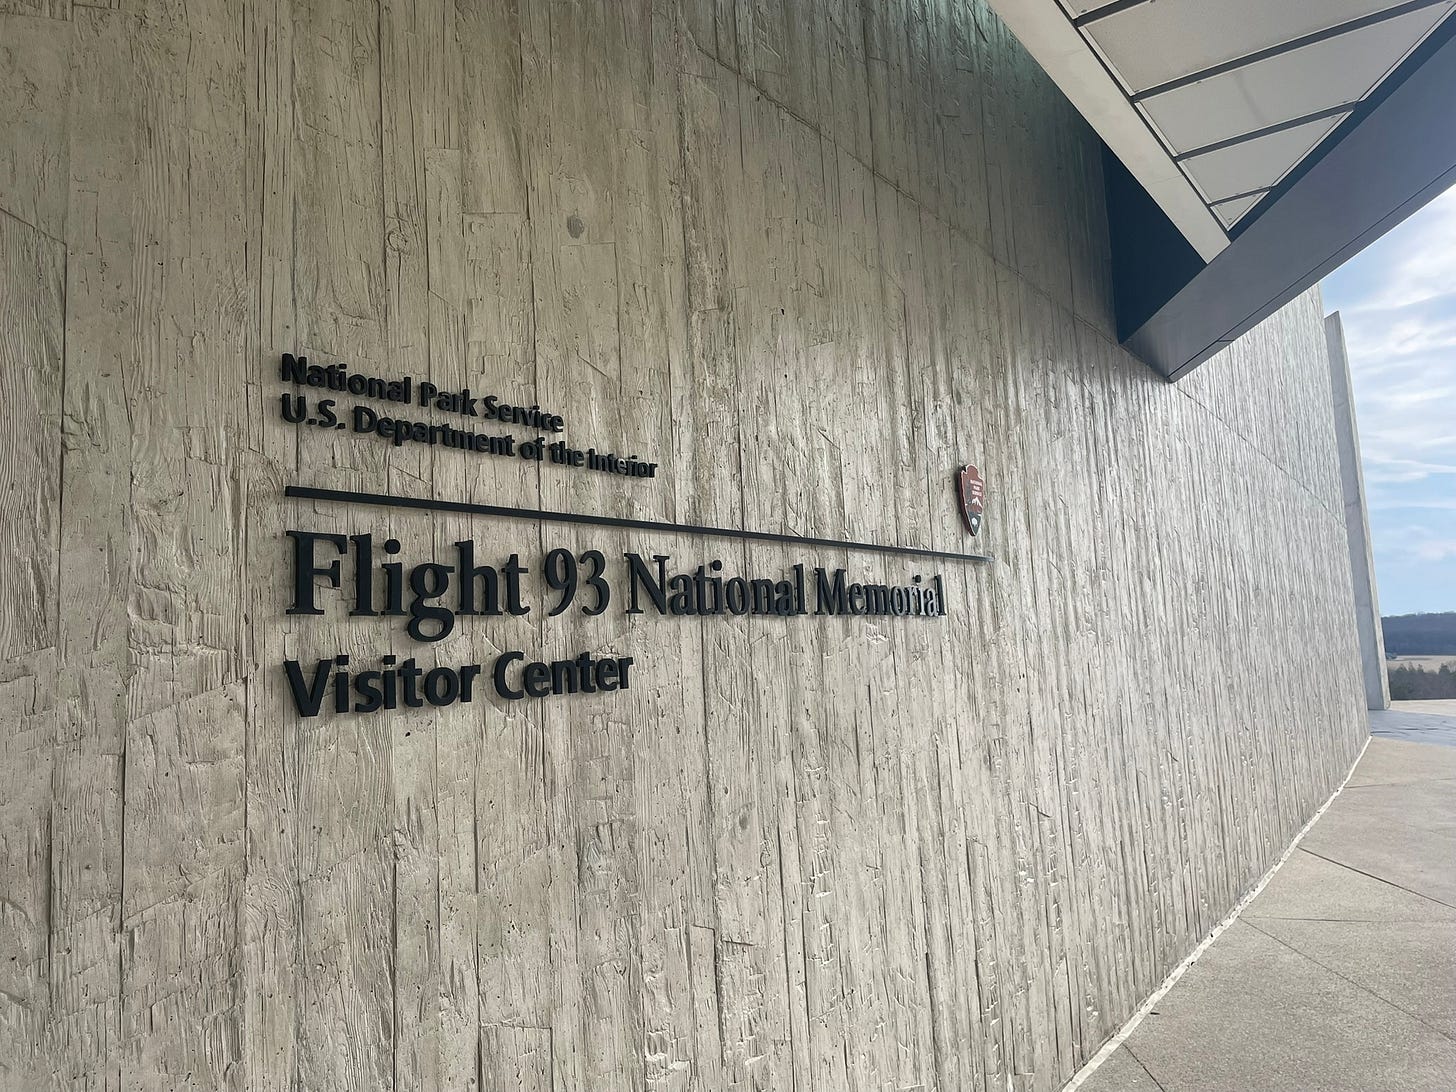 National Park Service
U.S. Department of the Interior
Flight 93 National Memorial
Visitor Center